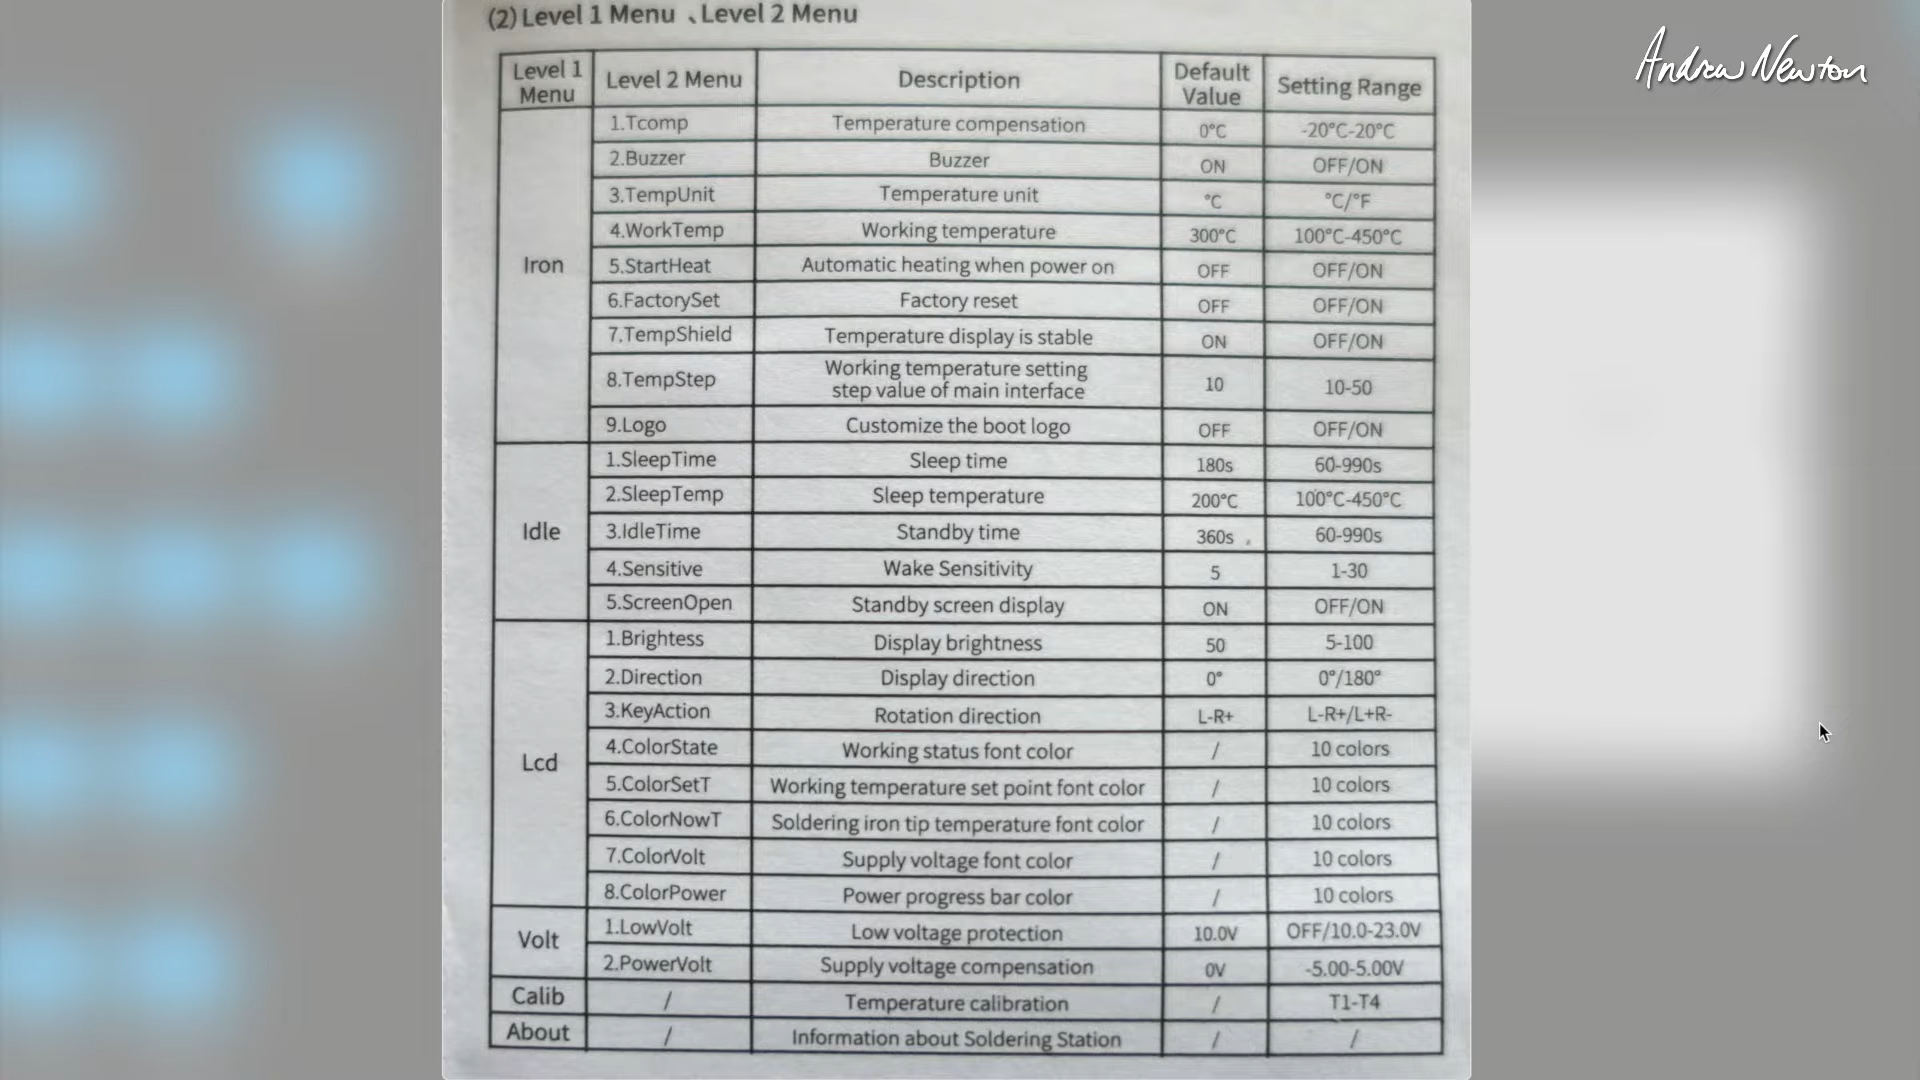 Andrew Newton
(2) Level 1 Menu 、Level 2 Menu
Level 1 Menu | Level 2 Menu | Description | Default Value | Setting Range
Iron | 1.Tcomp | Temperature compensation | 0°C | -20°C-20°C
2.Buzzer | Buzzer | ON | OFF/ON
3.TempUnit | Temperature unit | °C | °C/°F
4.WorkTemp | Working temperature | 300°C | 100°C-450°C
5.StartHeat | Automatic heating when power on | OFF | OFF/ON
6.FactorySet | Factory reset | OFF | OFF/ON
7.TempShield | Temperature display is stable | ON | OFF/ON
8.TempStep | Working temperature setting step value of main interface | 10 | 10-50
9.Logo | Customize the boot logo | OFF | OFF/ON
Idle | 1.SleepTime | Sleep time | 180s | 60-990s
2.SleepTemp | Sleep temperature | 200°C | 100°C-450°C
3.IdleTime | Standby time | 360s | 60-990s
4.Sensitive | Wake Sensitivity | 5 | 1-30
5.ScreenOpen | Standby screen display | ON | OFF/ON
Lcd | 1.Brightess | Display brightness | 50 | 5-100
2.Direction | Display direction | 0° | 0°/180°
3.KeyAction | Rotation direction | L-R+ | L-R+/L+R-
4.ColorState | Working status font color | / | 10 colors
5.ColorSetT | Working temperature set point font color | / | 10 colors
6.ColorNowT | Soldering iron tip temperature font color | / | 10 colors
7.ColorVolt | Supply voltage font color | / | 10 colors
8.ColorPower | Power progress bar color | / | 10 colors
Volt | 1.LowVolt | Low voltage protection | 10.0V | OFF/10.0-23.0V
2.PowerVolt | Supply voltage compensation | 0V | -5.00-5.00V
Calib | / | Temperature calibration | / | T1-T4
About | / | Information about Soldering Station | / | /